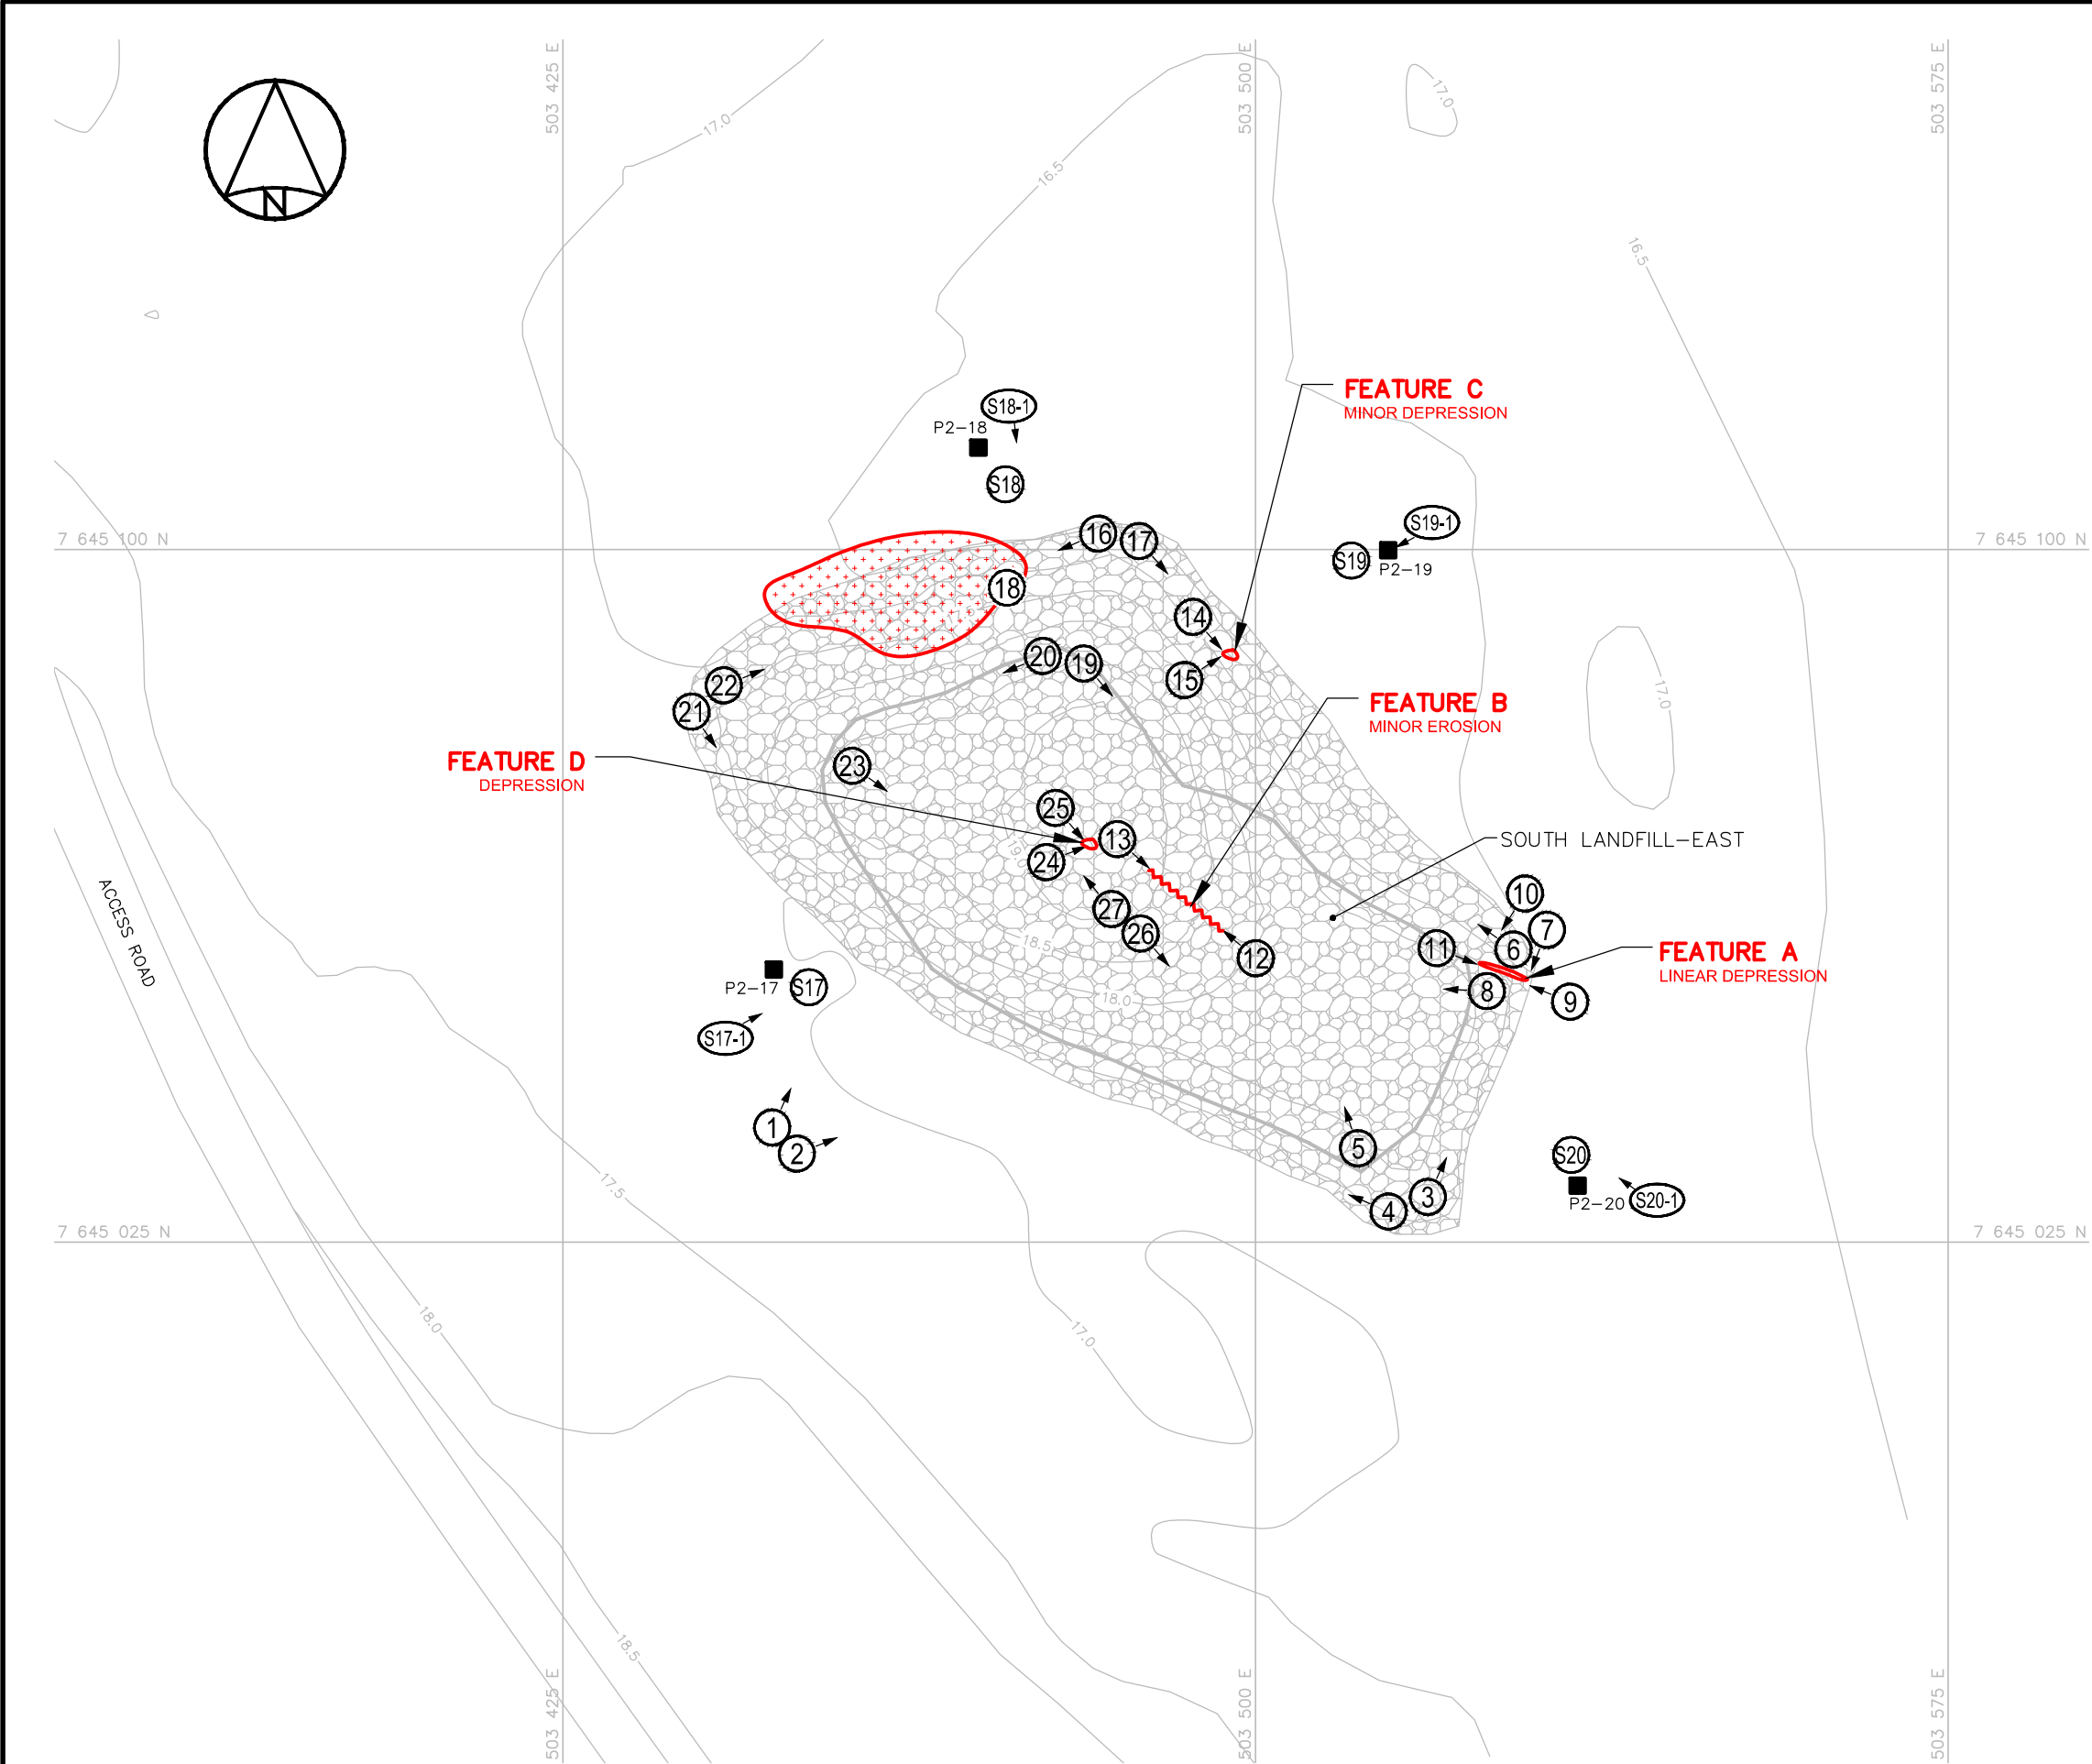 503 425 E
503 500 E
503 575 E
N
17.0
16.5
17.0
16.5
FEATURE C
MINOR DEPRESSION
S18-1
P2-18
S18
7 645 100 N
16
17
S19-1
S19
P2-19
7 645 100 N
18
14
15
20
19
22
21
17.0
FEATURE B
MINOR EROSION
FEATURE D
DEPRESSION
23
25
13
24
19.0
SOUTH LANDFILL-EAST
ACCESS ROAD
10
7
27
26
18.5
12
11
6
FEATURE A
LINEAR DEPRESSION
P2-17
S17
18.0
8
9
S17-1
1
2
5
S20
17.5
3
4
P2-20
S20-1
7 645 025 N
7 645 025 N
18.0
17.0
18.5
503 425 E
503 500 E
503 575 E